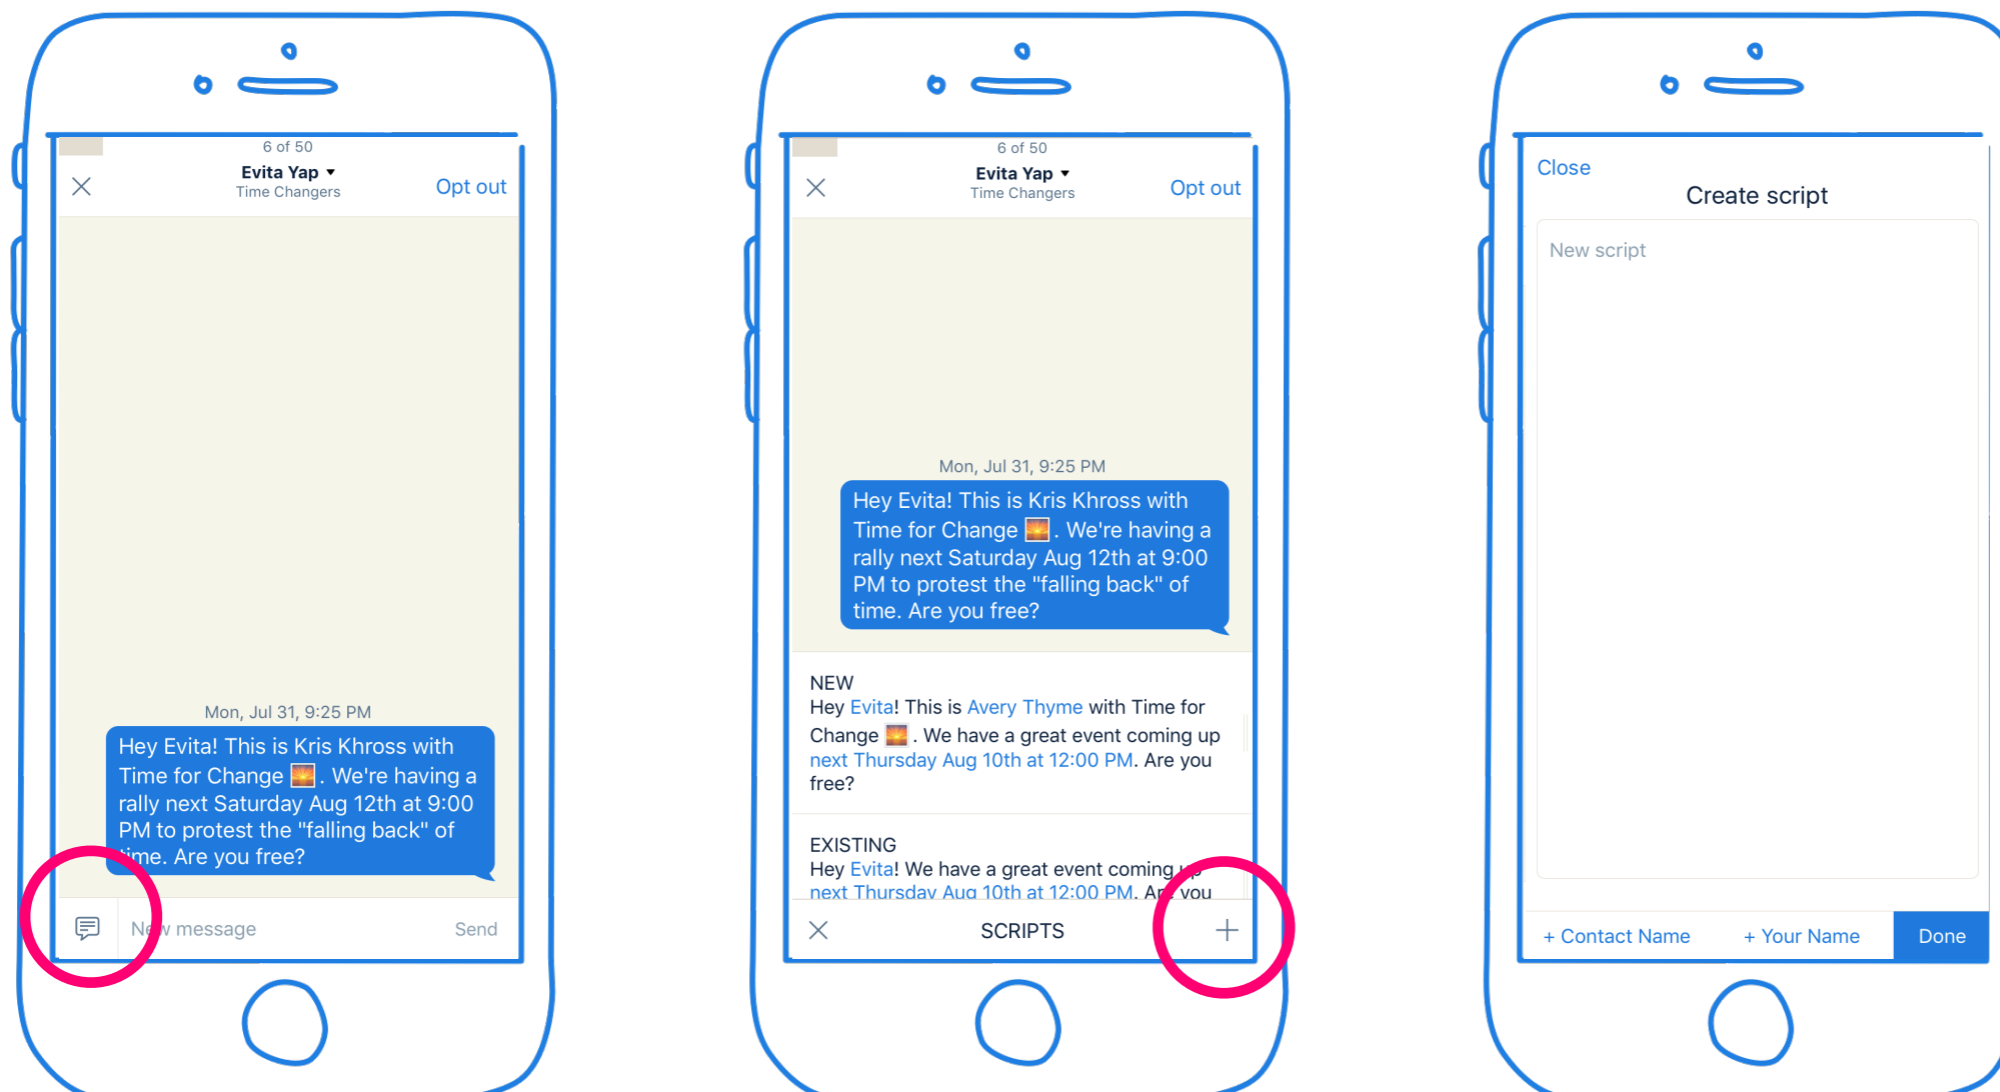 6 of 50
Evita Yap ▾
Time Changers
Opt out
Mon, Jul 31, 9:25 PM
Hey Evita! This is Kris Khross with
Time for Change 🌅. We're having a
rally next Saturday Aug 12th at 9:00
PM to protest the "falling back" of
time. Are you free?
New message
Send
6 of 50
Evita Yap ▾
Time Changers
Opt out
Mon, Jul 31, 9:25 PM
Hey Evita! This is Kris Khross with
Time for Change 🌅. We're having a
rally next Saturday Aug 12th at 9:00
PM to protest the "falling back" of
time. Are you free?
NEW
Hey Evita! This is Avery Thyme with Time for
Change 🌅. We have a great event coming up
next Thursday Aug 10th at 12:00 PM. Are you
free?
EXISTING
Hey Evita! We have a great event coming up
next Thursday Aug 10th at 12:00 PM. Are you
SCRIPTS
Close
Create script
New script
+ Contact Name
+ Your Name
Done